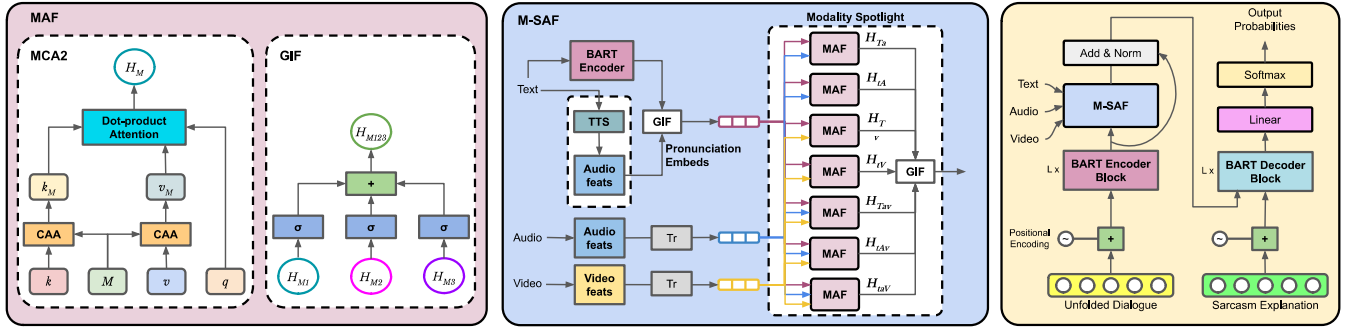 MAF
MCA2
H_M
Dot-product
Attention
k_M
v_M
CAA
CAA
k
M
v
q
GIF
H_M123
+
σ
σ
σ
H_M1
H_M2
H_M3
M-SAF
Modality Spotlight
BART
Encoder
Text
TTS
Audio
feats
GIF
Pronunciation
Embeds
Audio
Audio
feats
Tr
Video
Video
feats
Tr
MAF
H_Ta
MAF
H_tA
MAF
H_T
v
MAF
H_tV
MAF
H_Tav
MAF
H_tAv
MAF
H_taV
GIF
Add & Norm
Text
Audio
Video
M-SAF
L x
BART Encoder
Block
Positional
Encoding
~
+
Unfolded Dialogue
Output
Probabilities
Softmax
Linear
L x
BART Decoder
Block
~
+
Sarcasm Explanation